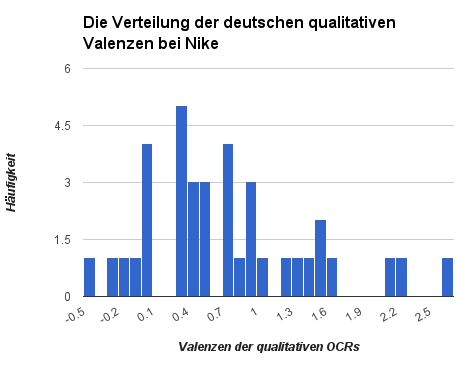 Die Verteilung der deutschen qualitativen
Valenzen bei Nike
6
4.5
3
1.5
0
Häufigkeit
-0.5 -0.2 0.1 0.4 0.7 1 1.3 1.6 1.9 2.2 2.5
Valenzen der qualitativen OCRs